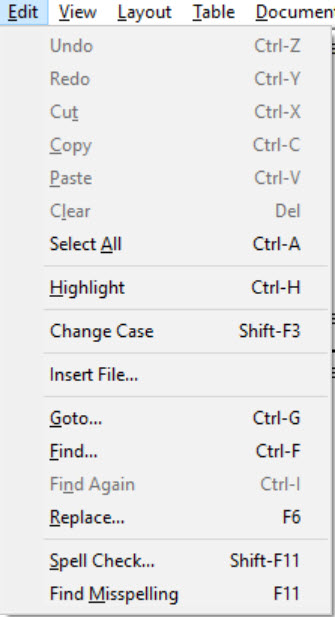 Edit View Layout Table Documen
Undo Ctrl-Z
Redo Ctrl-Y
Cut Ctrl-X
Copy Ctrl-C
Paste Ctrl-V
Clear Del
Select All Ctrl-A
Highlight Ctrl-H
Change Case Shift-F3
Insert File...
Goto... Ctrl-G
Find... Ctrl-F
Find Again Ctrl-I
Replace... F6
Spell Check... Shift-F11
Find Misspelling F11